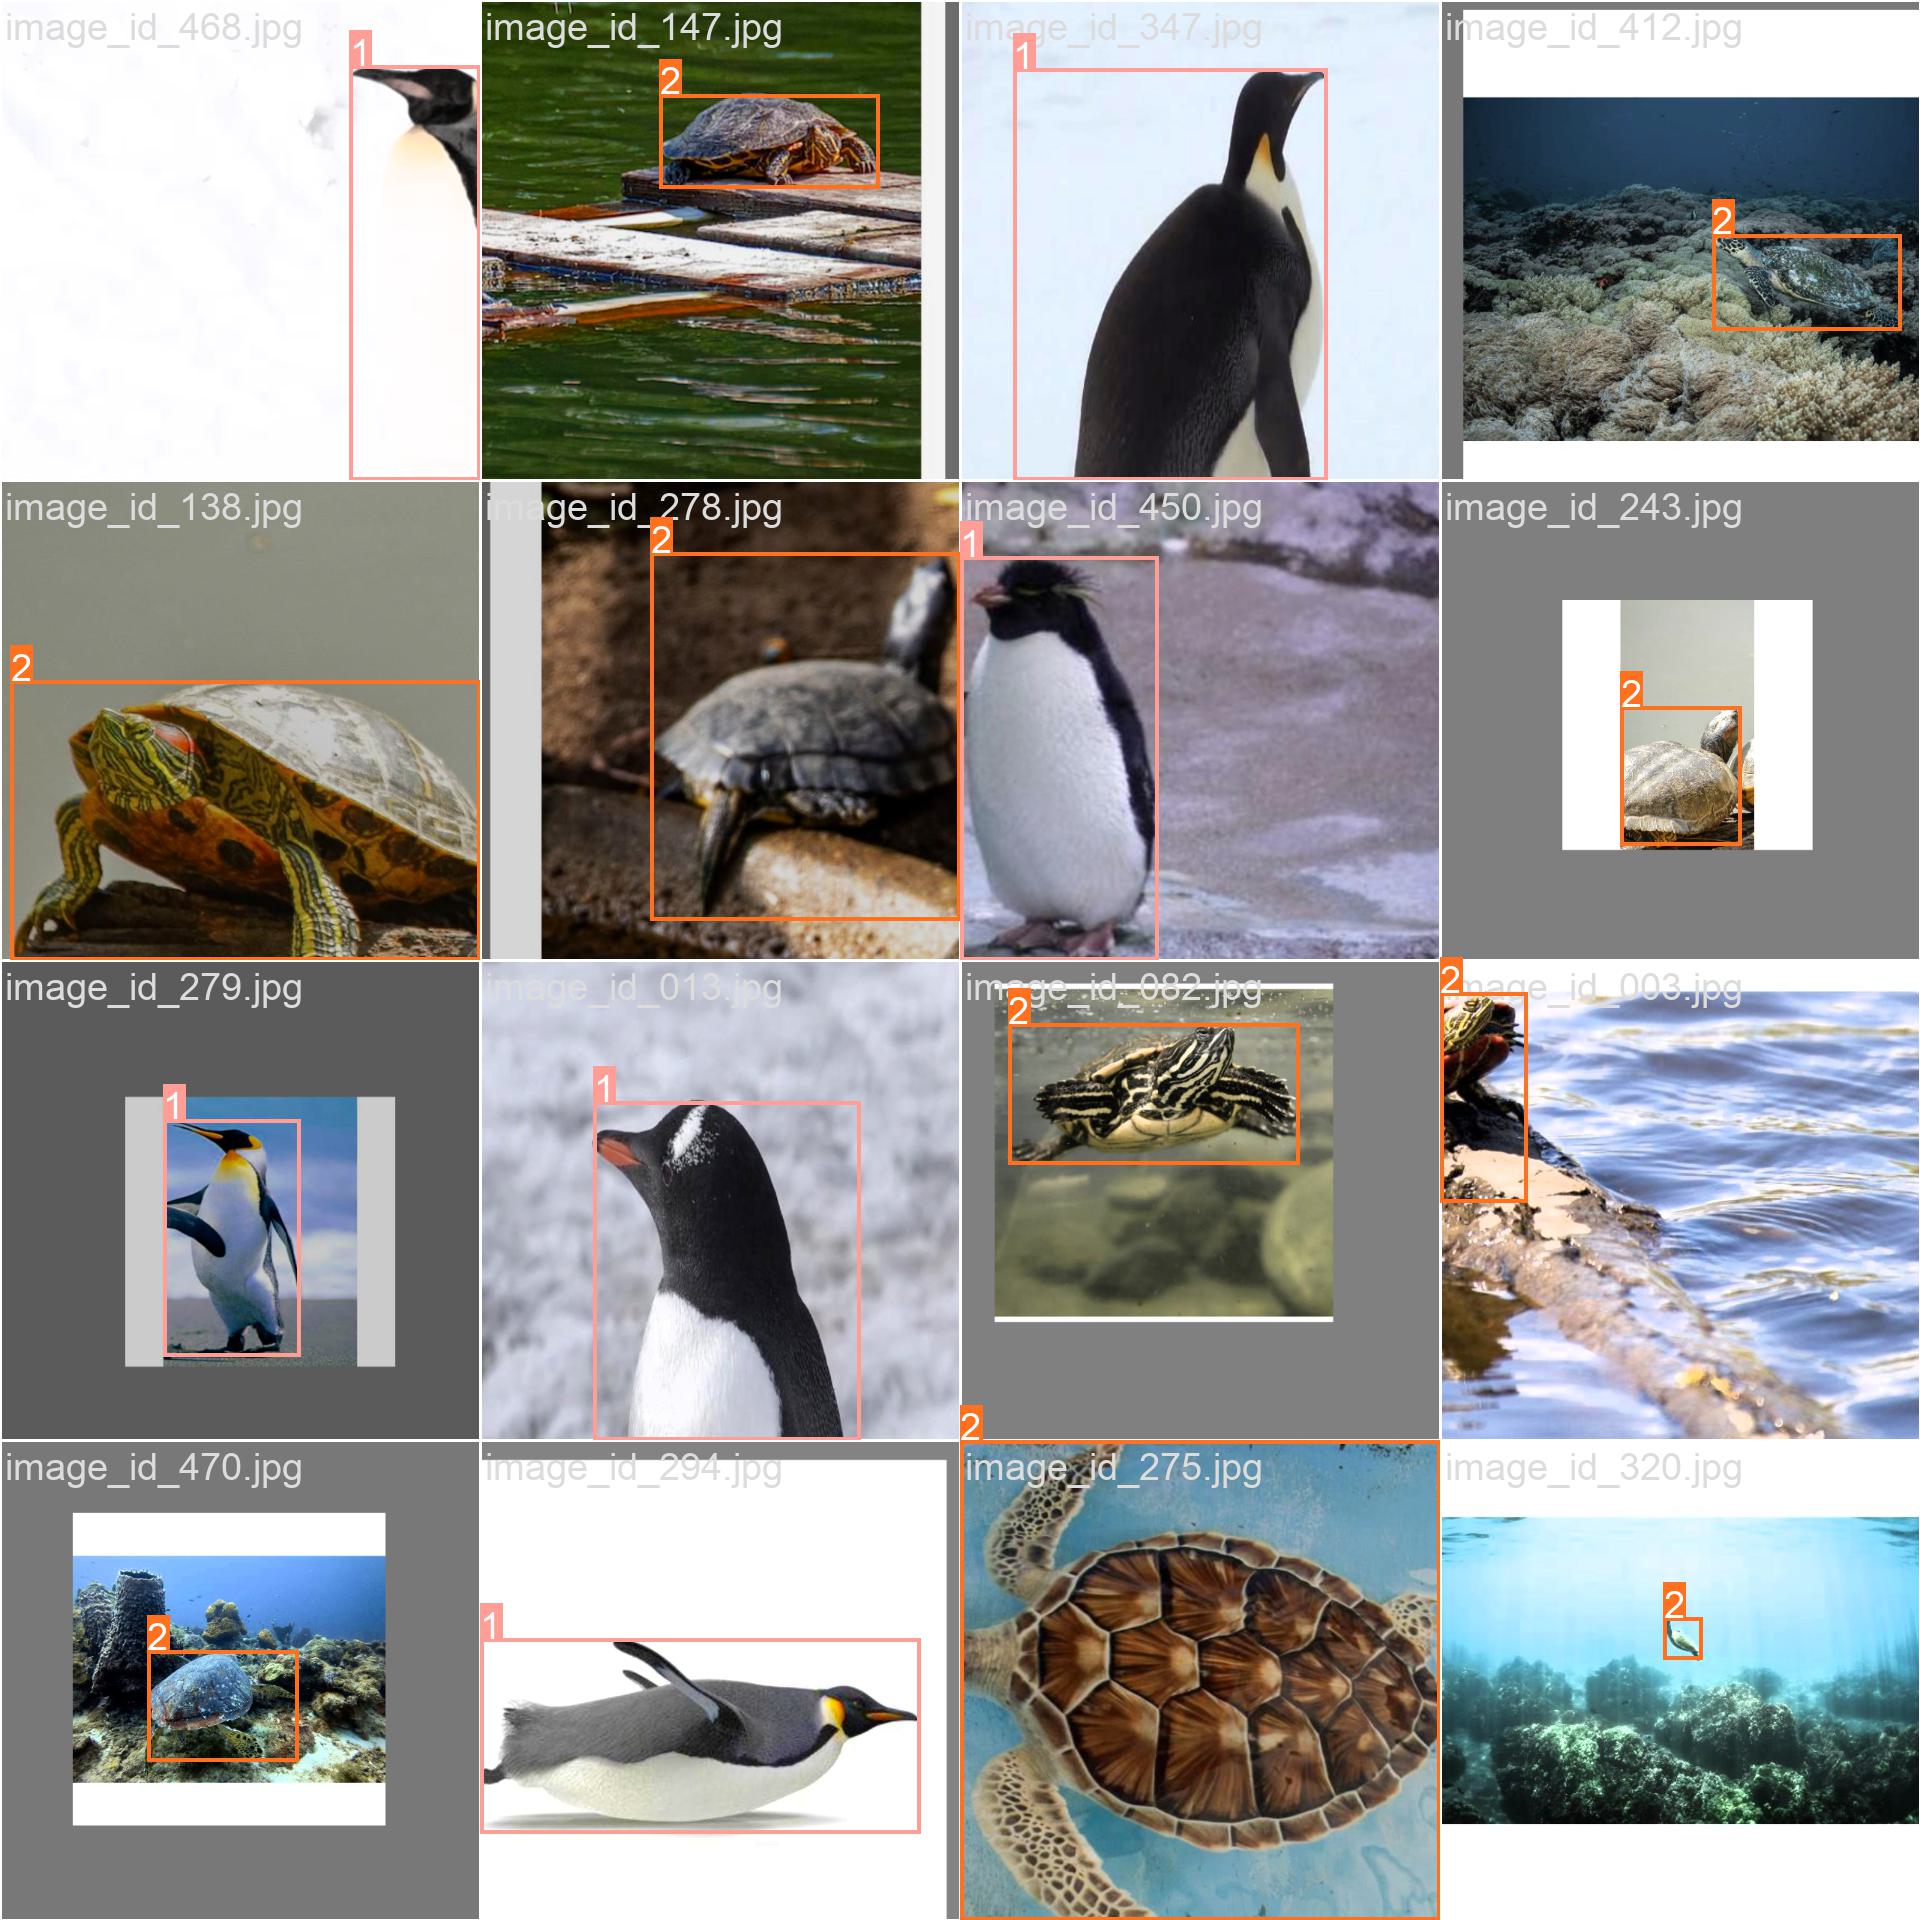 image_id_468.jpg
1
image_id_147.jpg
2
image_id_347.jpg
1
image_id_412.jpg
2
image_id_138.jpg
2
image_id_278.jpg
2
image_id_450.jpg
1
image_id_243.jpg
2
image_id_279.jpg
1
image_id_013.jpg
1
image_id_082.jpg
2
image_id_003.jpg
2
image_id_470.jpg
2
image_id_294.jpg
1
image_id_275.jpg
2
image_id_320.jpg
2